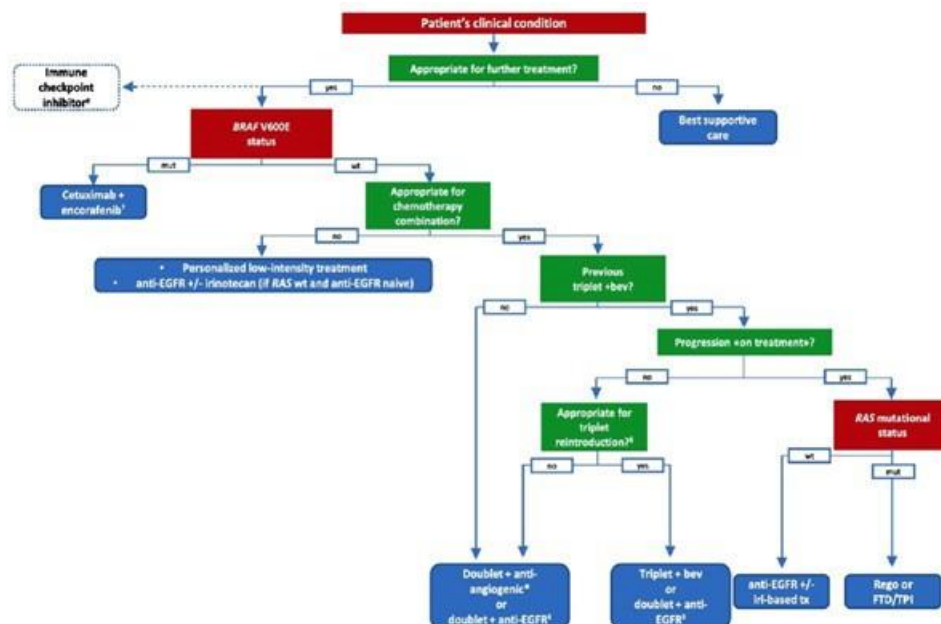 Patient's clinical condition
Appropriate for further treatment?
Immune
checkpoint
inhibitor#
yes
no
BRAF V600E
status
Best supportive
care
mut
wt
Cetuximab +
encorafenib
Appropriate for
chemotherapy
combination?
no
yes
• Personalized low-intensity treatment
• anti-EGFR +/- irinotecan (if RAS wt and anti-EGFR naive)
Previous
triplet +bev?
no
yes
Progression «on treatment»?
no
yes
Appropriate for
triplet
reintroduction?
RAS mutational
status
no
yes
wt
mut
Doublet + anti-
angiogenic
or
doublet + anti-EGFR
Triplet + bev
or
doublet + anti-
EGFR
anti-EGFR +/-
iri-based tx
Rego or
FTD/TPI